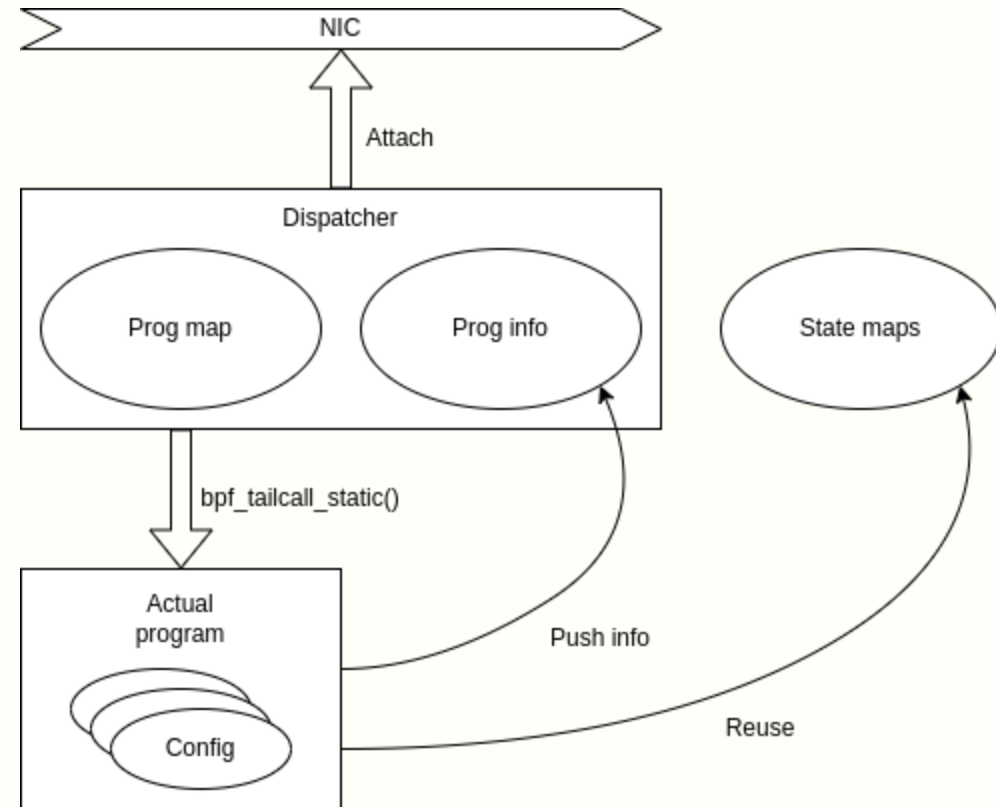 NIC
Attach
Dispatcher
Prog map
Prog info
State maps
bpf_tailcall_static()
Actual
program
Push info
Config
Reuse